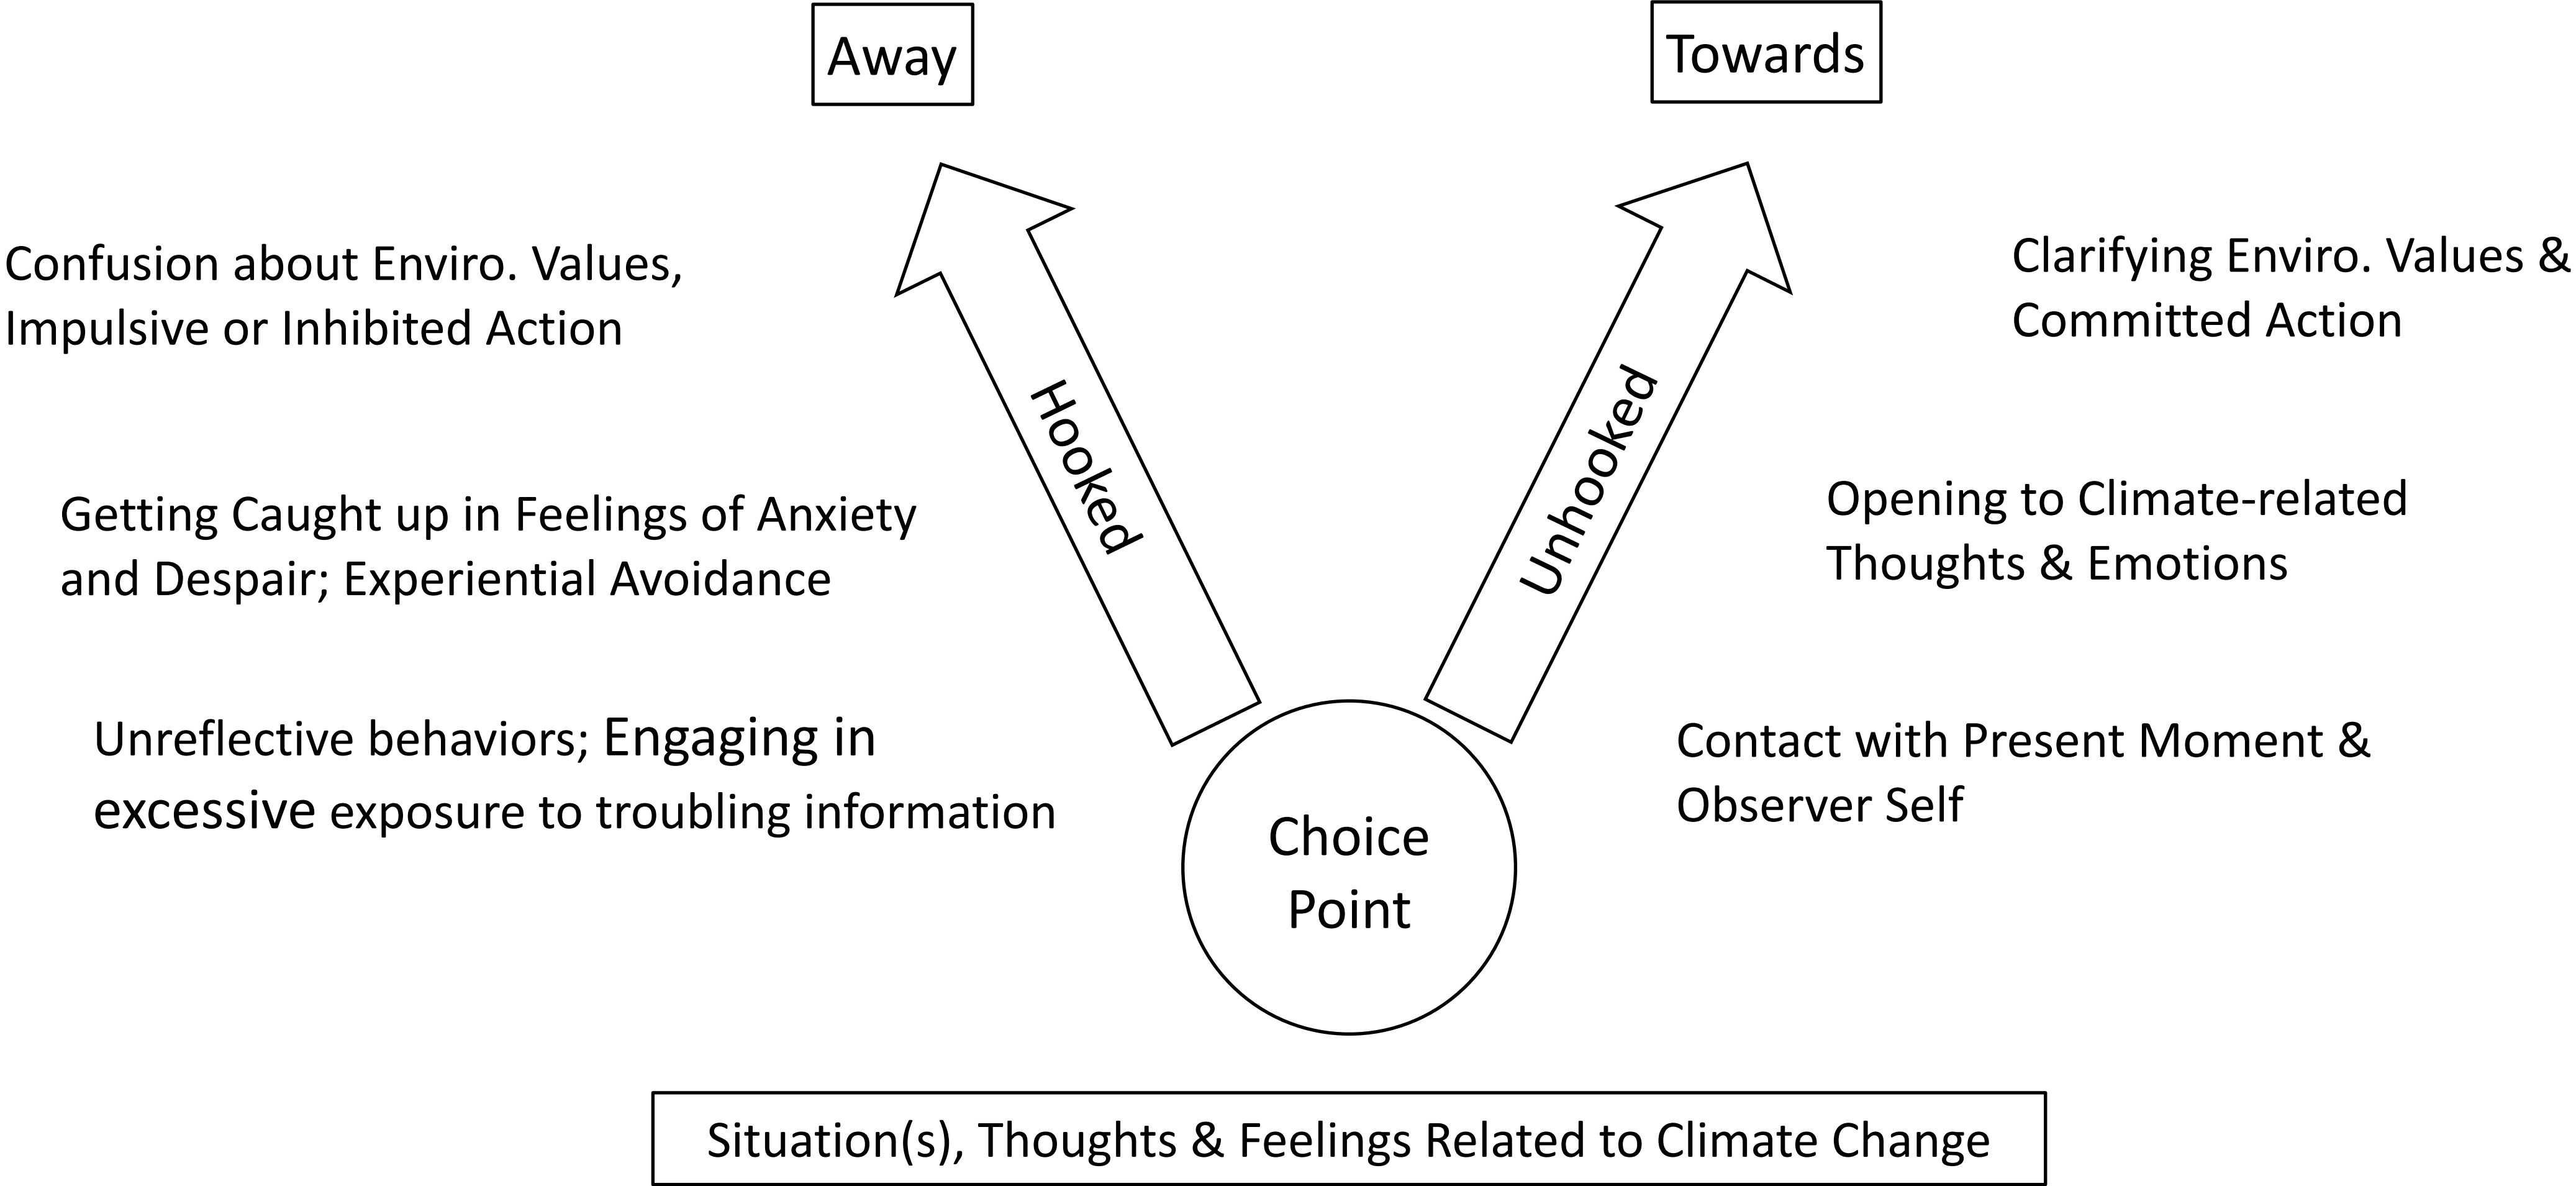 Away
Towards
Confusion about Enviro. Values,
Impulsive or Inhibited Action
Hooked
Unhooked
Clarifying Enviro. Values &
Committed Action
Getting Caught up in Feelings of Anxiety
and Despair; Experiential Avoidance
Opening to Climate-related
Thoughts & Emotions
Unreflective behaviors; Engaging in
excessive exposure to troubling information
Contact with Present Moment &
Observer Self
Choice
Point
Situation(s), Thoughts & Feelings Related to Climate Change